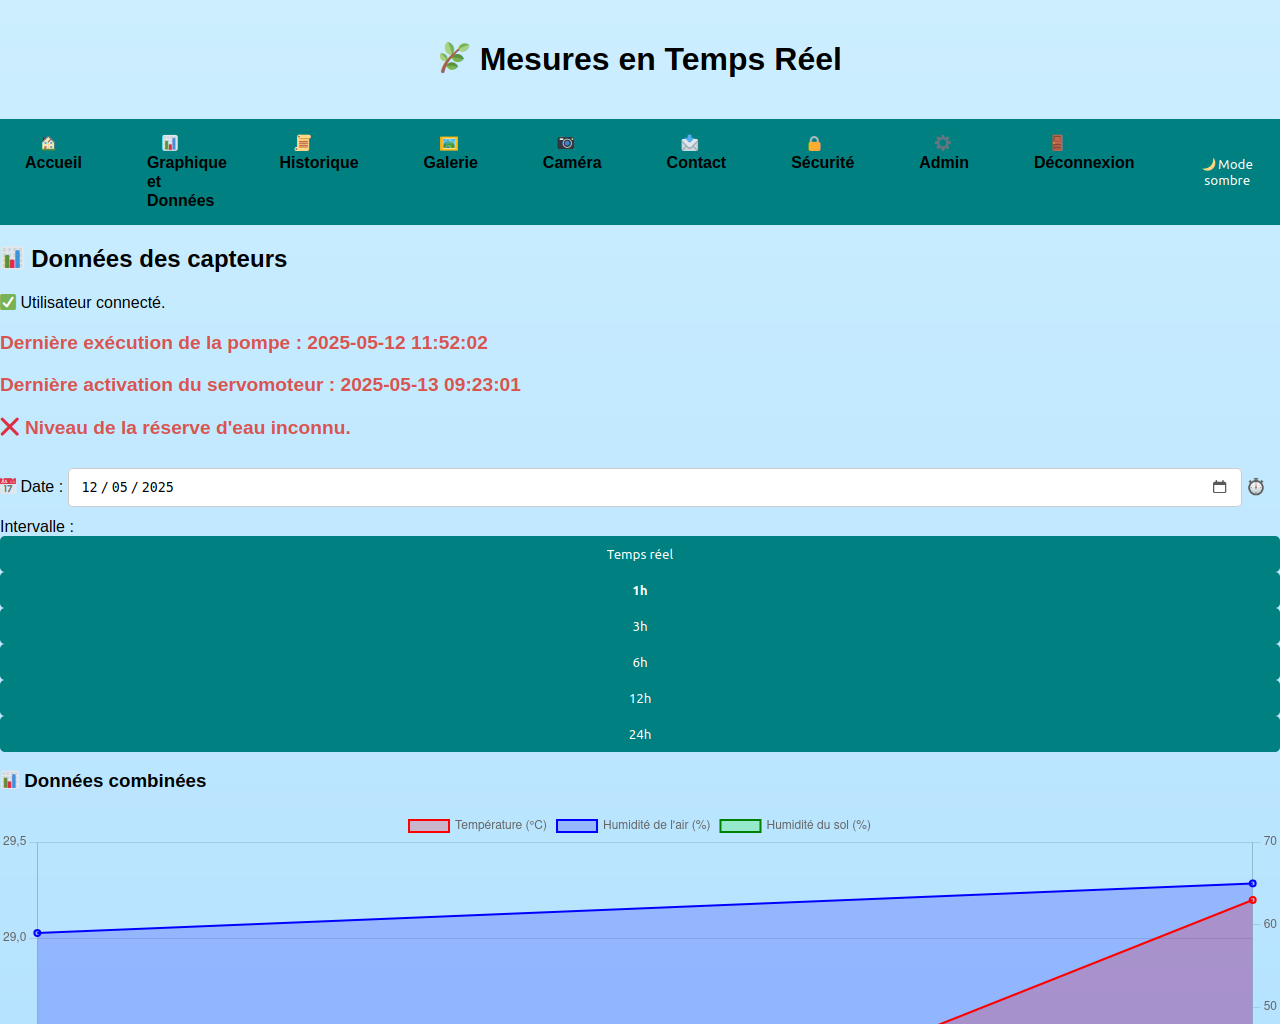 🌿 Mesures en Temps Réel
🏠 Accueil
📊 Graphique et Données
📜 Historique
🖼️ Galerie
📷 Caméra
📩 Contact
🔒 Sécurité
⚙️ Admin
🚪 Déconnexion
🌙 Mode sombre
📊 Données des capteurs
✅ Utilisateur connecté.
Dernière exécution de la pompe : 2025-05-12 11:52:02
Dernière activation du servomoteur : 2025-05-13 09:23:01
❌ Niveau de la réserve d'eau inconnu.
📅 Date : 12/05/2025 ⏱️
Intervalle :
Temps réel
1h
3h
6h
12h
24h
📊 Données combinées
Température (°C) Humidité de l'air (%) Humidité du sol (%)
29,5 70
29,0 60
50